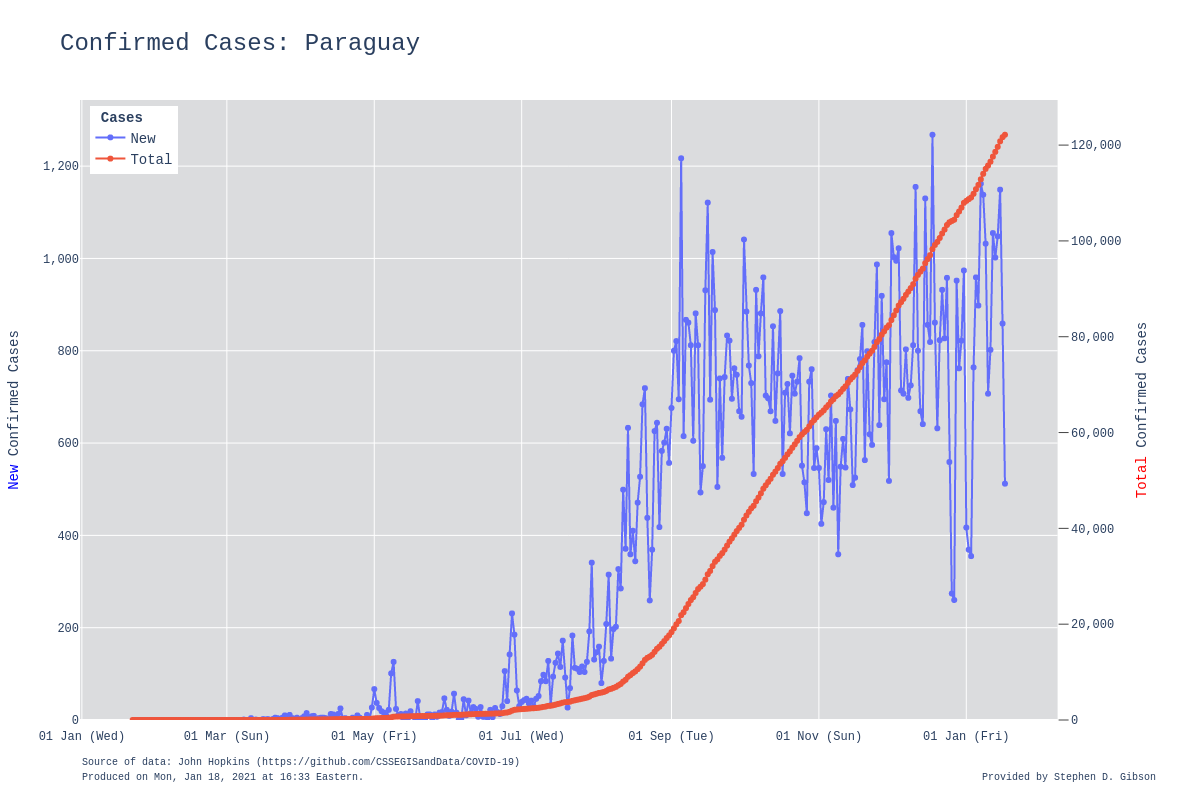 Confirmed Cases: Paraguay
Cases
New
Total
1,200
1,000
800
600
400
200
0
120,000
100,000
80,000
60,000
40,000
20,000
0
New Confirmed Cases
Total Confirmed Cases
01 Jan (Wed)
01 Mar (Sun)
01 May (Fri)
01 Jul (Wed)
01 Sep (Tue)
01 Nov (Sun)
01 Jan (Fri)
Source of data: John Hopkins (https://github.com/CSSEGISandData/COVID-19)
Produced on Mon, Jan 18, 2021 at 16:33 Eastern.
Provided by Stephen D. Gibson